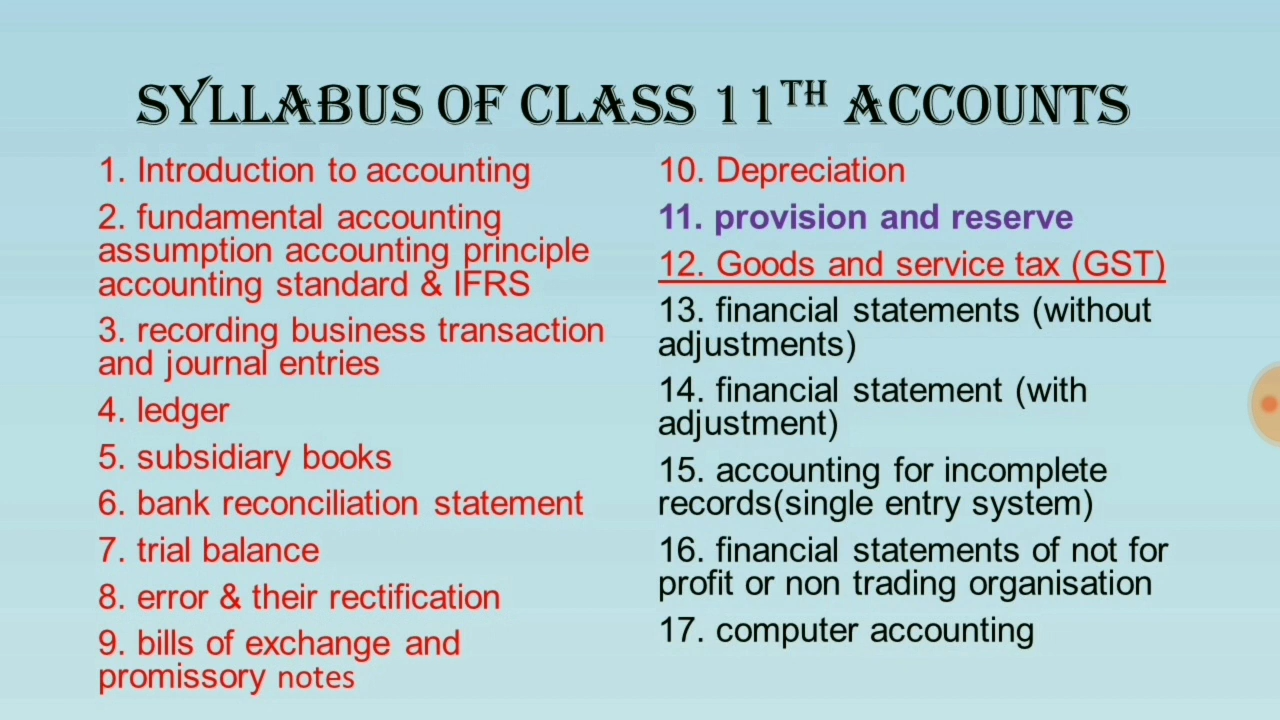 SYLLABUS OF CLASS 11TH ACCOUNTS
1. Introduction to accounting
2. fundamental accounting
assumption accounting principle
accounting standard & IFRS
3. recording business transaction
and journal entries
4. ledger
5. subsidiary books
6. bank reconciliation statement
7. trial balance
8. error & their rectification
9. bills of exchange and
promissory notes
10. Depreciation
11. provision and reserve
12. Goods and service tax (GST)
13. financial statements (without
adjustments)
14. financial statement (with
adjustment)
15. accounting for incomplete
records(single entry system)
16. financial statements of not for
profit or non trading organisation
17. computer accounting